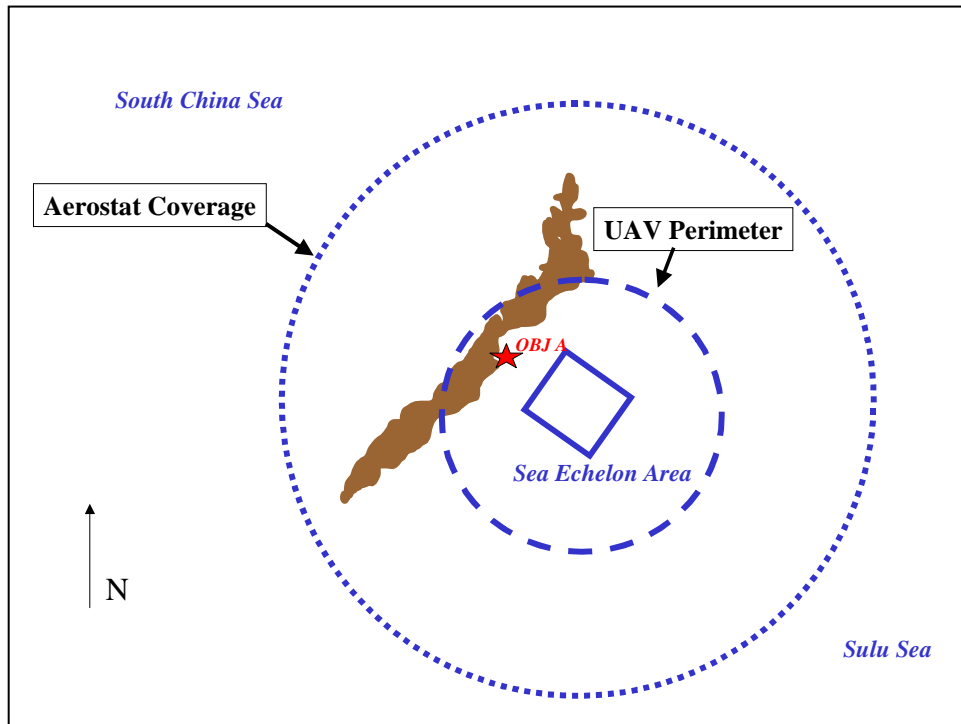 South China Sea
Aerostat Coverage
UAV Perimeter
OBJ A
Sea Echelon Area
N
Sulu Sea